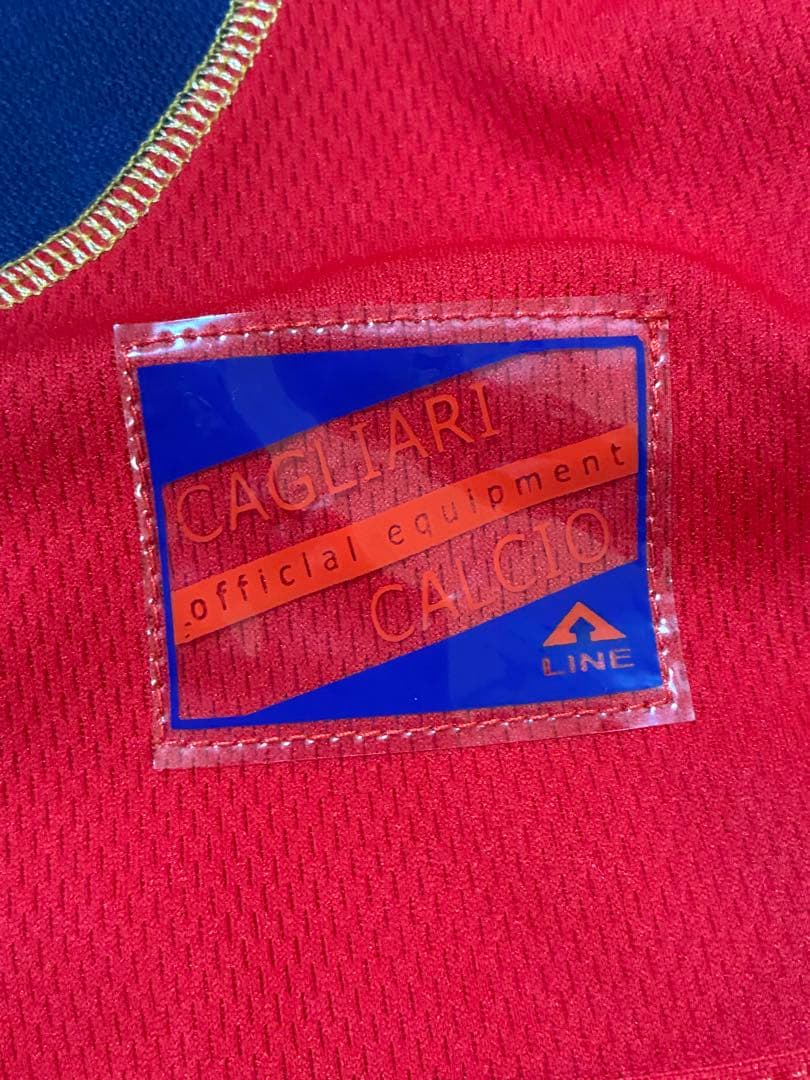 CAGLIARI
official equipment
CALCIO
A
LINE